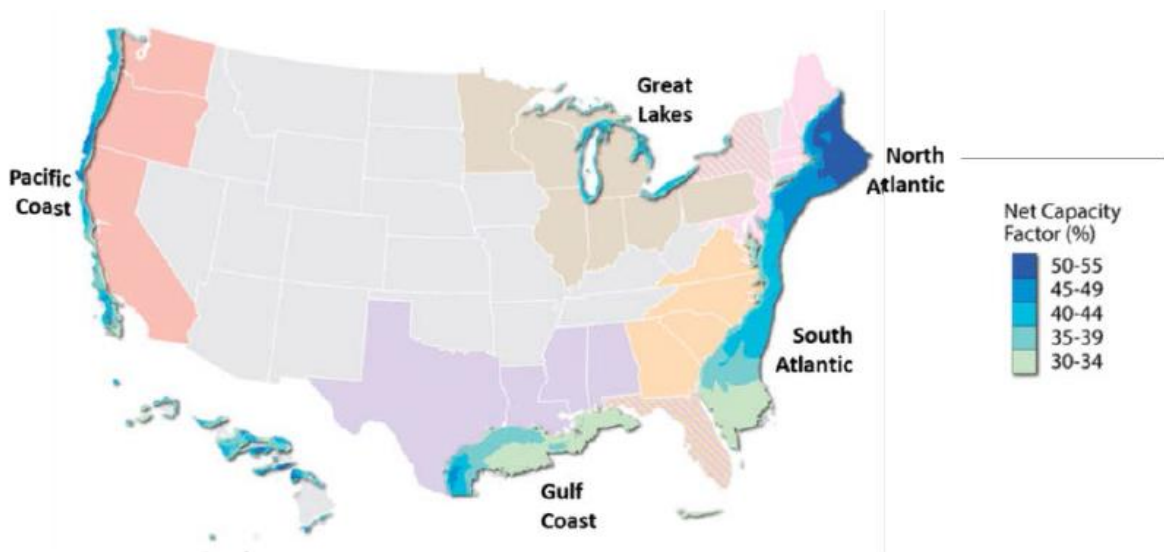 Great
Lakes
North
Atlantic
Pacific
Coast
Net Capacity
Factor (%)
50-55
45-49
40-44
35-39
30-34
South
Atlantic
Gulf
Coast